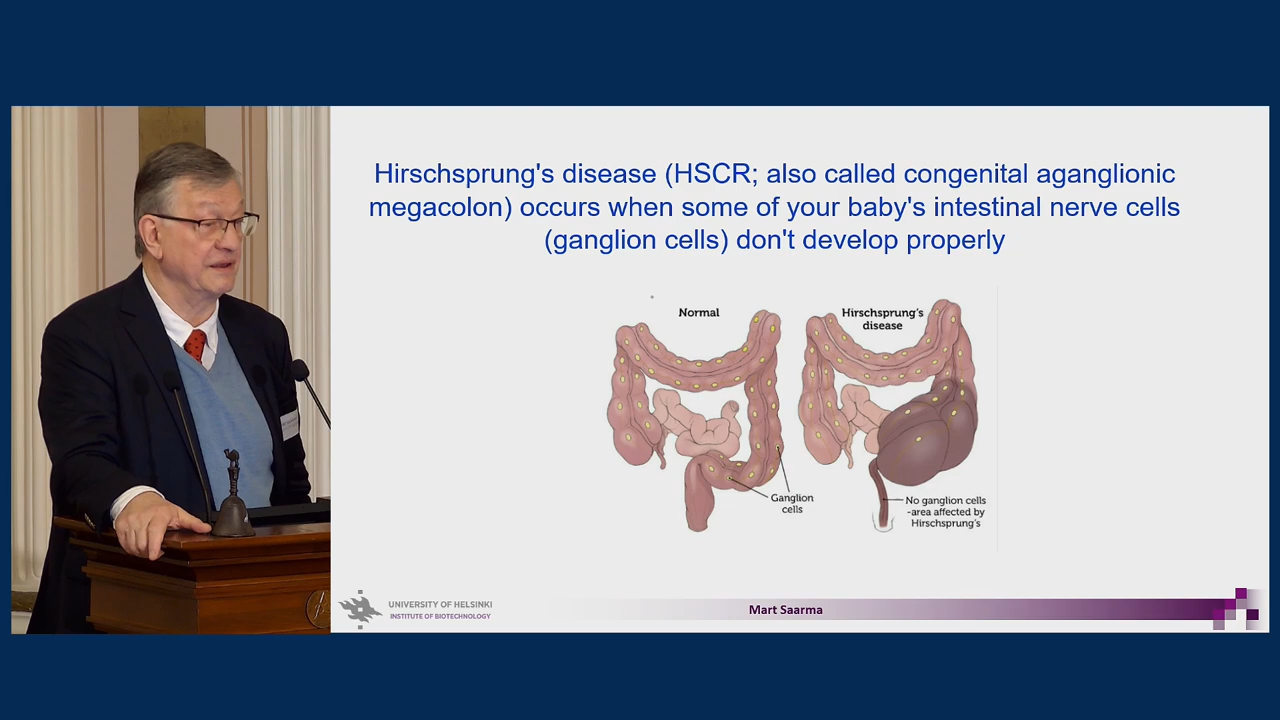 Hirschsprung's disease (HSCR; also called congenital aganglionic
megacolon) occurs when some of your baby's intestinal nerve cells
(ganglion cells) don't develop properly
Normal
Hirschsprung's
disease
Ganglion
cells
No ganglion cells
-area affected by
Hirschsprung's
UNIVERSITY OF HELSINKI
INSTITUTE OF BIOTECHNOLOGY
Mart Saarma